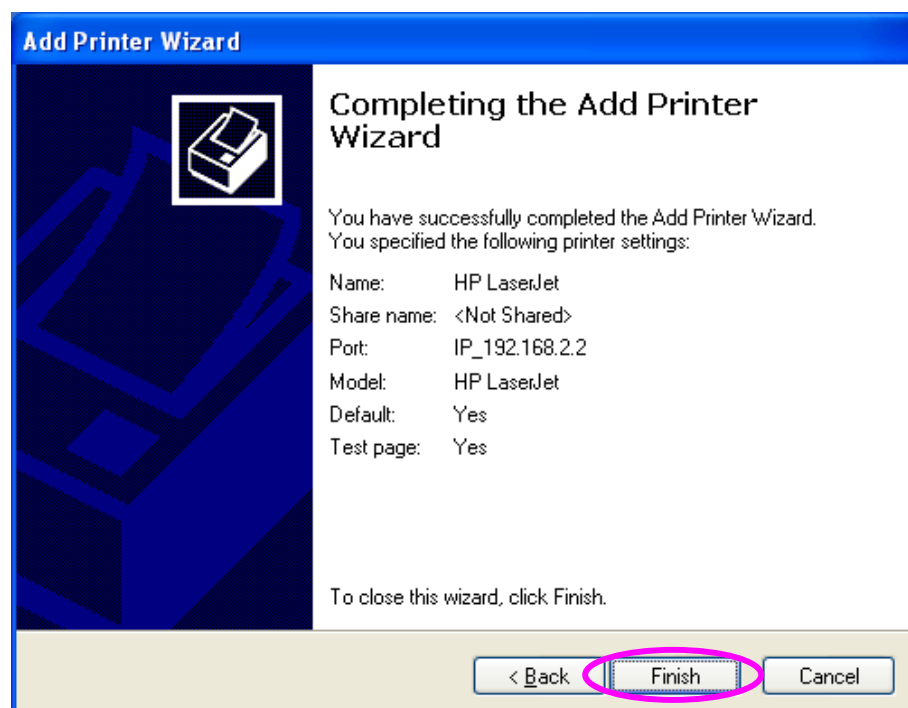 Add Printer Wizard
Completing the Add Printer
Wizard
You have successfully completed the Add Printer Wizard.
You specified the following printer settings:
Name: HP LaserJet
Share name: <Not Shared>
Port: IP_192.168.2.2
Model: HP LaserJet
Default: Yes
Test page: Yes
To close this wizard, click Finish.
< Back Finish Cancel